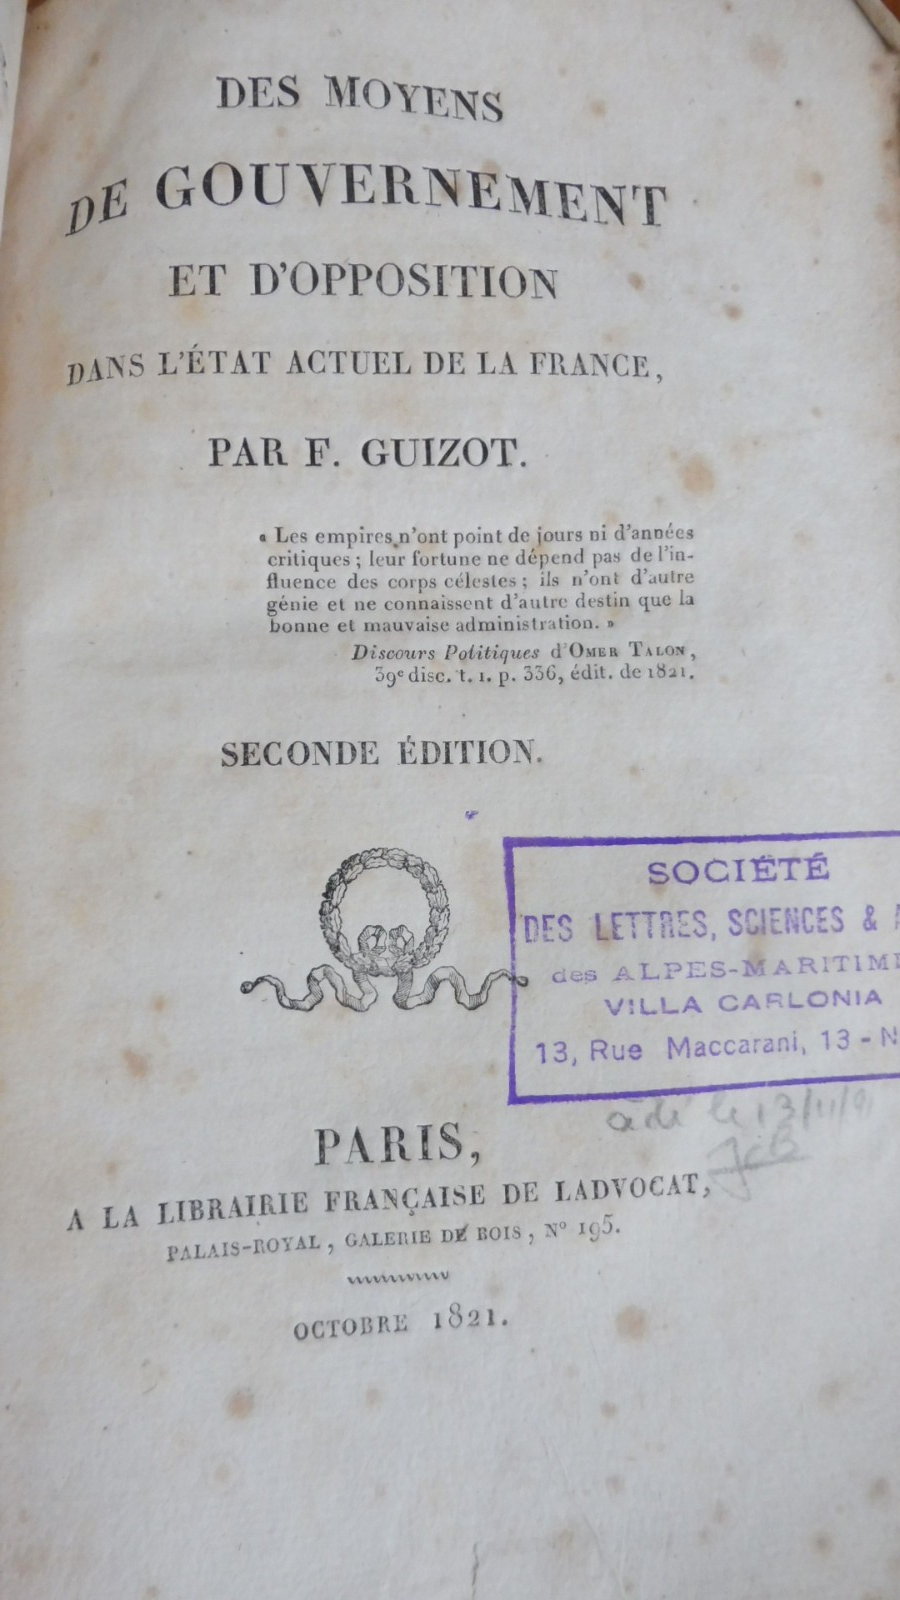 DES MOYENS
DE GOUVERNEMENT
ET D'OPPOSITION
DANS L'ÉTAT ACTUEL DE LA FRANCE,
PAR F. GUIZOT.
« Les empires n'ont point de jours ni d'années
critiques ; leur fortune ne dépend pas de l'in-
fluence des corps célestes ; ils n'ont d'autre
génie et ne connaissent d'autre destin que la
bonne et mauvaise administration. »
Discours Politiques d'OMER TALON,
39e disc. t. 1. p. 336, édit. de 1821.
SECONDE ÉDITION.
SOCIÉTÉ
DES LETTRES, SCIENCES &
des ALPES-MARITIM
VILLA CARLONIA
13, Rue Maccarani, 13 - N
le 13/11/
PARIS,
A LA LIBRAIRIE FRANÇAISE DE LADVOCAT,
PALAIS-ROYAL, GALERIE DE BOIS, N° 195.
OCTOBRE 1821.